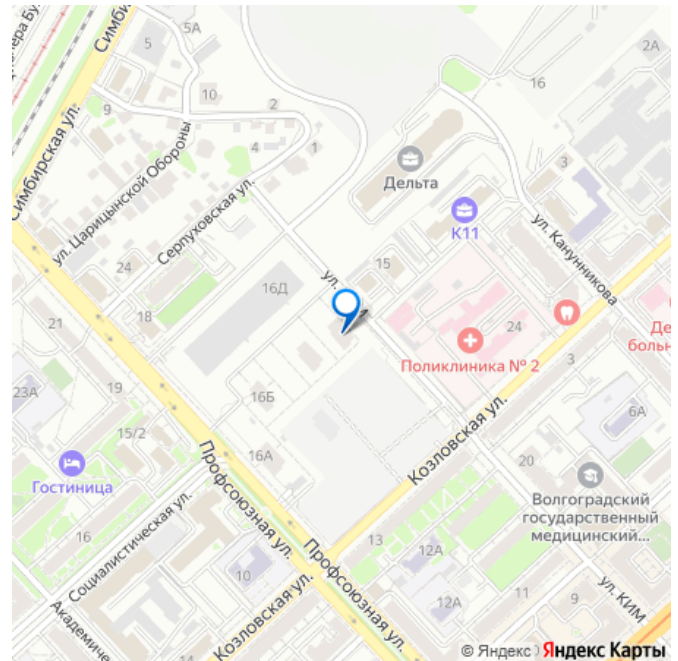 5А
5
2А
10
16
9
2
Симбирская ул.
4
1
3
ул. Царицынской Обороны
Дельта
Серпуховская ул.
К11
ул. Канунникова
24
15
16Д
ул.
18
21
24
Поликлиника № 2
Де
больн
3
19
23А
16Б
6А
Козловская ул.
15/2
16А
20
Гостиница
Волгоградский
государственный
медицинский...
Профсоюзная ул.
16
Социалистическая ул.
13
12А
Профсоюзная ул.
10
11
9
12А
ул. КИМ
Козловская ул.
Академиче
© Яндекс Яндекс Карты